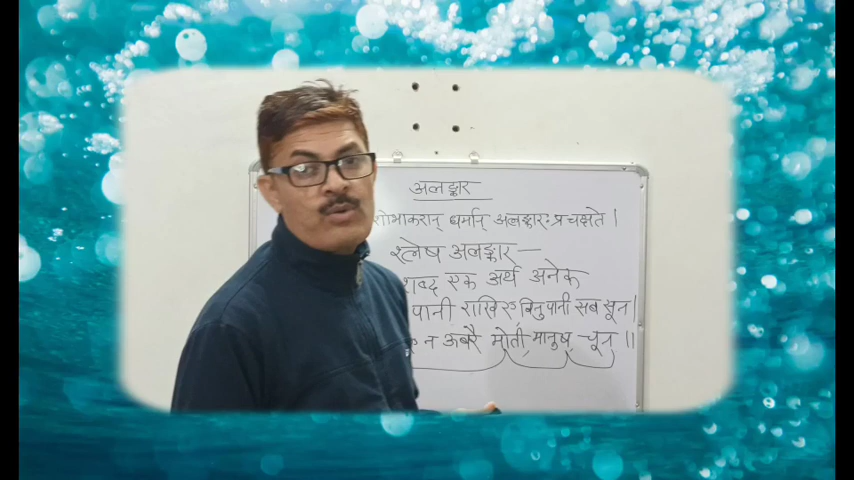 अलङ्कार
शोभाकरान् धर्मान् अलङ्कारः प्रचक्षते ।
श्लेष अलङ्कार —
शब्द एक अर्थ अनेक
पानी राखिए, बिनु पानी सब सून ।
न ऊबरै मोती, मानुष, चून ।।